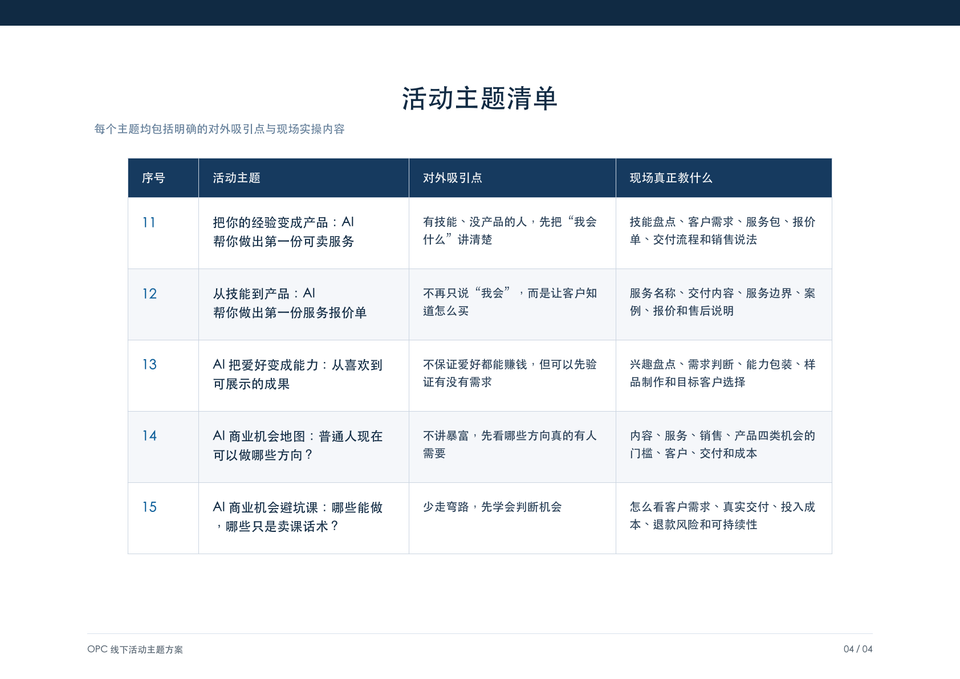 活动主题清单
每个主题均包括明确的对外吸引点与现场实操内容
序号
活动主题
对外吸引点
现场真正教什么
11
把你的经验变成产品：AI
帮你做出第一份可卖服务
有技能、没产品的人，先把“我会
什么”讲清楚
技能盘点、客户需求、服务包、报价
单、交付流程和销售说法
12
从技能到产品：AI
帮你做出第一份服务报价单
不再只说“我会”，而是让客户知
道怎么买
服务名称、交付内容、服务边界、案
例、报价和售后说明
13
AI 把爱好变成能力：从喜欢到
可展示的成果
不保证爱好都能赚钱，但可以先验
证有没有需求
兴趣盘点、需求判断、能力包装、样
品制作和目标客户选择
14
AI 商业机会地图：普通人现在
可以做哪些方向？
不讲暴富，先看哪些方向真的有人
需要
内容、服务、销售、产品四类机会的
门槛、客户、交付和成本
15
AI 商业机会避坑课：哪些能做
，哪些只是卖课话术？
少走弯路，先学会判断机会
怎么看客户需求、真实交付、投入成
本、退款风险和可持续性
OPC 线下活动主题方案
04 / 04